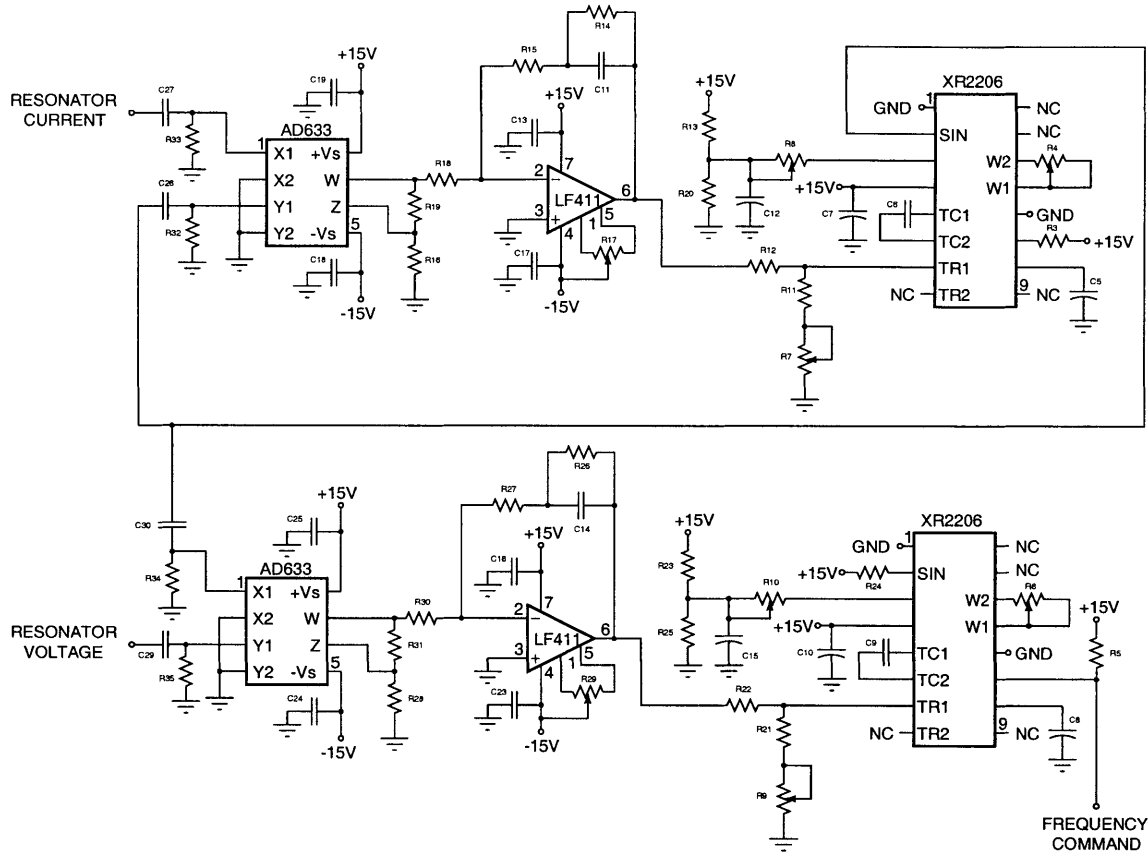 R14
R15
C11
+15V
C19
XR2206
RESONATOR
CURRENT
C27
AD633
+15V
+15V
GND
1
NC
R33
1
X1
+Vs
C13
7
R13
SIN
NC
X2
W
R18
2
−
6
R8
W2
R4
C26
LF411
+15V
W1
Y1
Z
R19
3
+
1
5
R20
C12
C7
C6
TC1
GND
R32
Y2
-Vs
5
4
R17
TC2
R3
+15V
C18
R16
C17
R12
TR1
-15V
-15V
R11
NC
TR2
9
NC
C5
R7
R26
R27
C14
+15V
+15V
XR2206
C30
C25
+15V
GND
1
NC
AD633
C16
R23
+15V
R24
SIN
NC
R34
1
X1
+Vs
7
R10
W2
R6
+15V
X2
W
R30
2
−
6
+15V
W1
RESONATOR
VOLTAGE
LF411
R25
C15
C10
C9
TC1
GND
R5
C29
Y1
Z
R31
3
+
1
5
TC2
R35
Y2
-Vs
5
4
R29
R22
TR1
C24
R28
C23
R21
NC
TR2
9
NC
C8
-15V
-15V
R9
FREQUENCY
COMMAND